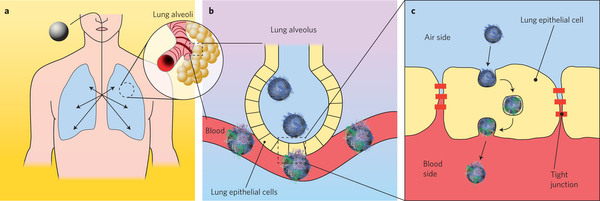 a
Lung alveoli
b
Lung alveolus
Blood
Lung epithelial cells
c
Lung epithelial cell
Air side
Blood
side
Tight
junction